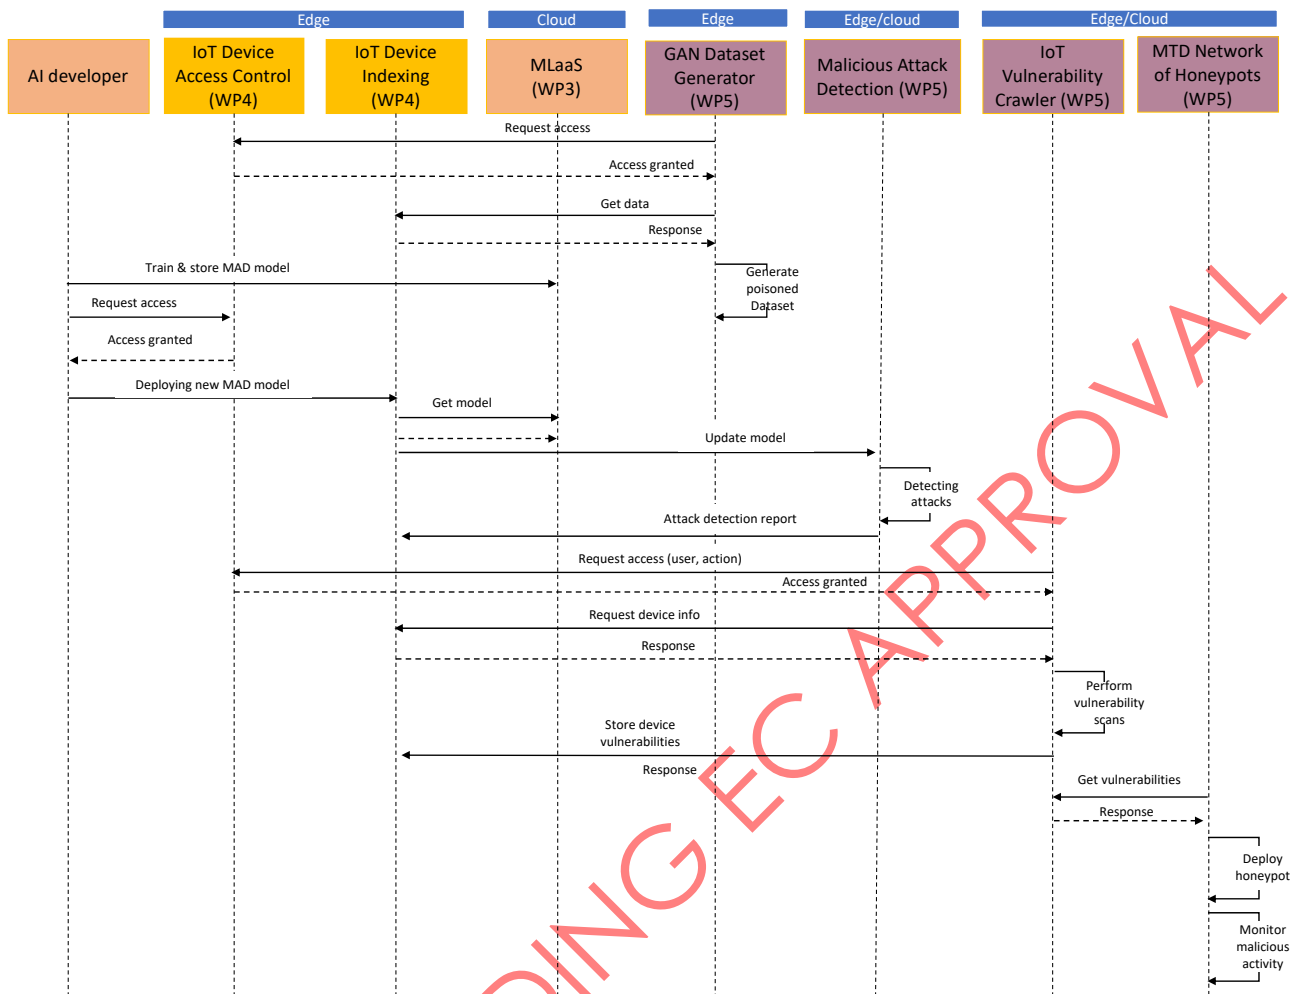 Edge
Cloud
Edge
Edge/cloud
Edge/Cloud
AI developer
IoT Device
Access Control
(WP4)
IoT Device
Indexing
(WP4)
MLaaS
(WP3)
GAN Dataset
Generator
(WP5)
Malicious Attack
Detection (WP5)
IoT
Vulnerability
Crawler (WP5)
MTD Network
of Honeypots
(WP5)
Request access
Access granted
Get data
Response
Train & store MAD model
Generate
poisoned
Dataset
Request access
Access granted
Deploying new MAD model
Get model
Update model
Detecting
attacks
Attack detection report
Request access (user, action)
Access granted
Request device info
Response
Perform
vulnerability
scans
Store device
vulnerabilities
Response
Get vulnerabilities
Response
Deploy
honeypot
Monitor
malicious
activity
DING EC APPROVAL